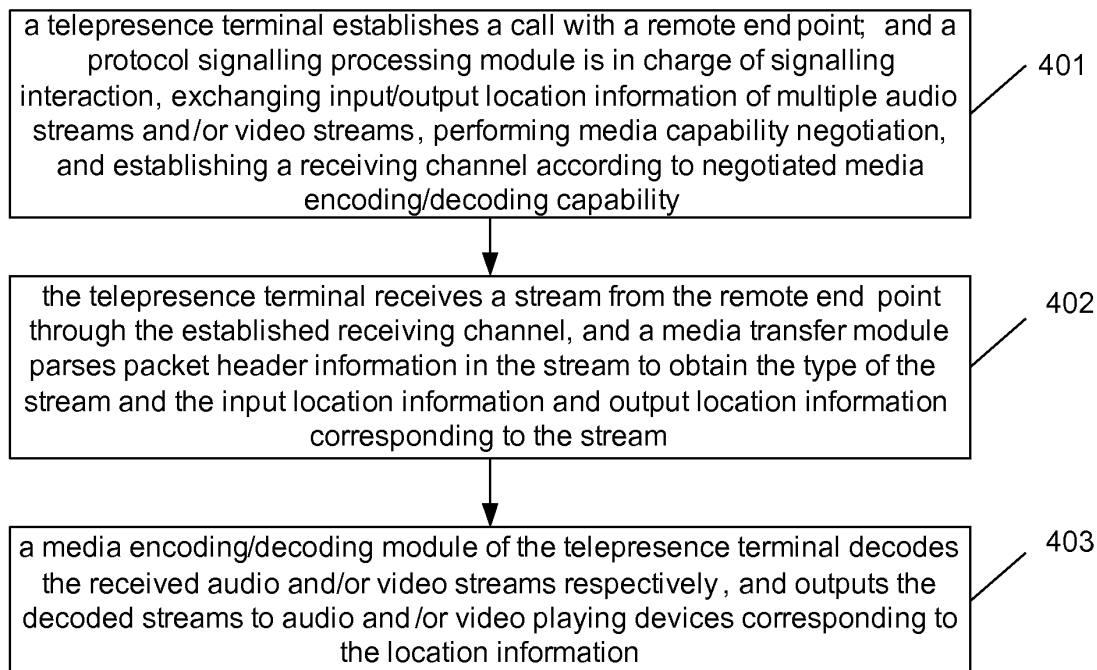 a telepresence terminal establishes a call with a remote end point; and a
protocol signalling processing module is in charge of signalling
interaction, exchanging input/output location information of multiple audio
streams and/or video streams, performing media capability negotiation,
and establishing a receiving channel according to negotiated media
encoding/decoding capability
401
the telepresence terminal receives a stream from the remote end point
through the established receiving channel, and a media transfer module
parses packet header information in the stream to obtain the type of the
stream and the input location information and output location information
corresponding to the stream
402
a media encoding/decoding module of the telepresence terminal decodes
the received audio and/or video streams respectively, and outputs the
decoded streams to audio and/or video playing devices corresponding to
the location information
403